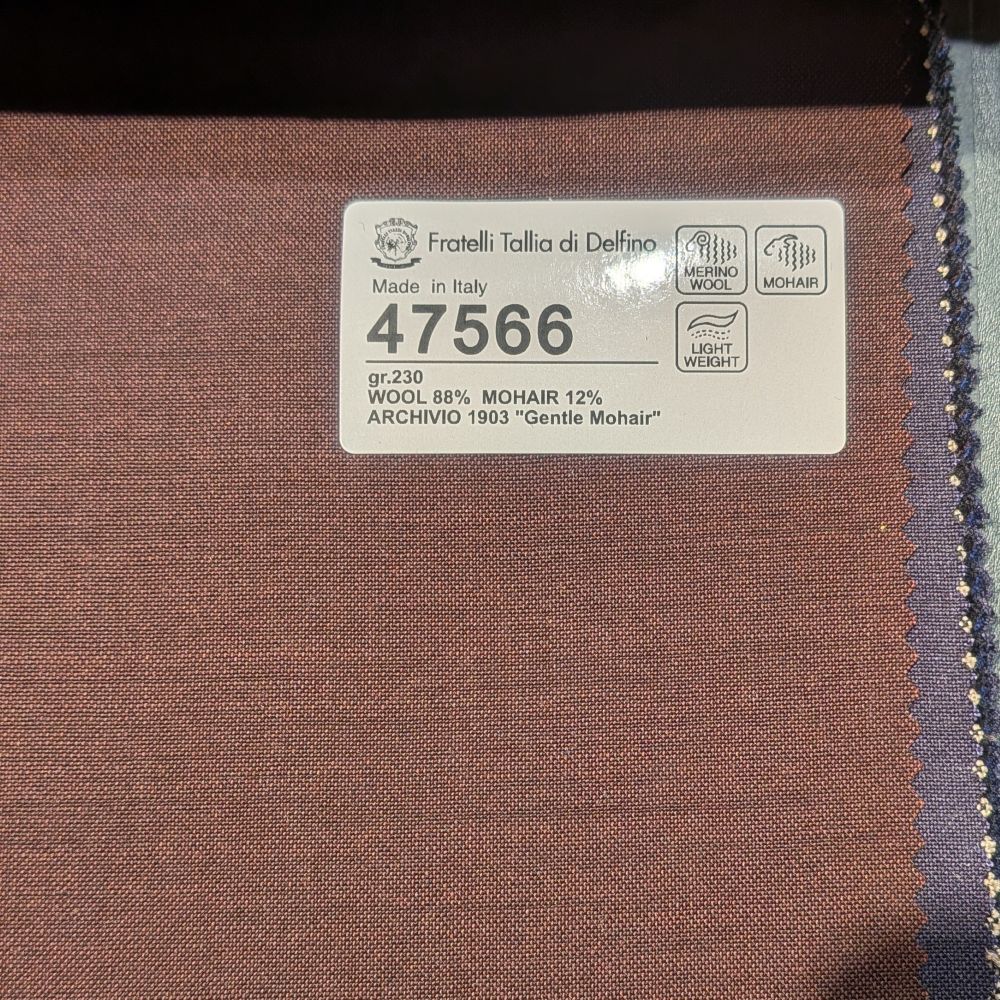 Fratelli Tallia di Delfino
MERINO
WOOL
MOHAIR
Made in Italy
47566
LIGHT
WEIGHT
gr.230
WOOL 88% MOHAIR 12%
ARCHIVIO 1903 "Gentle Mohair"